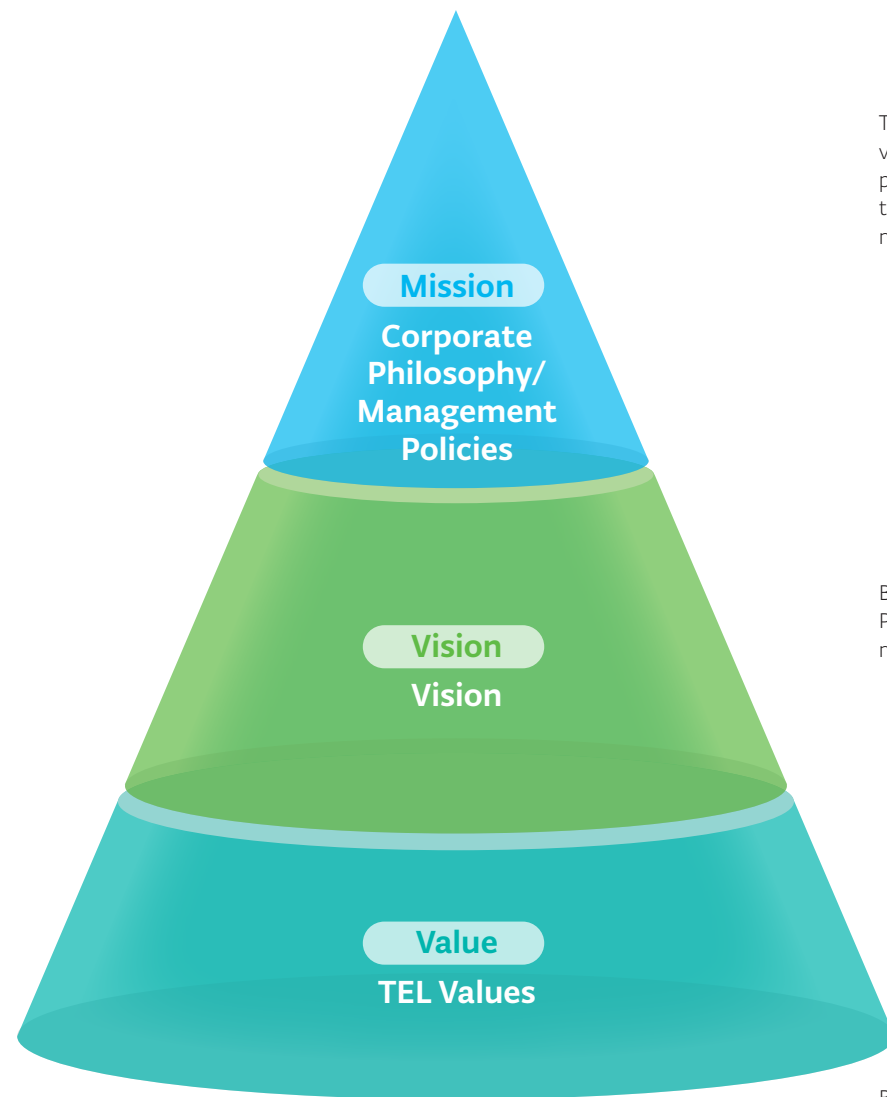 Mission
Corporate
Philosophy/
Management
Policies
Vision
Vision
Value
TEL Values